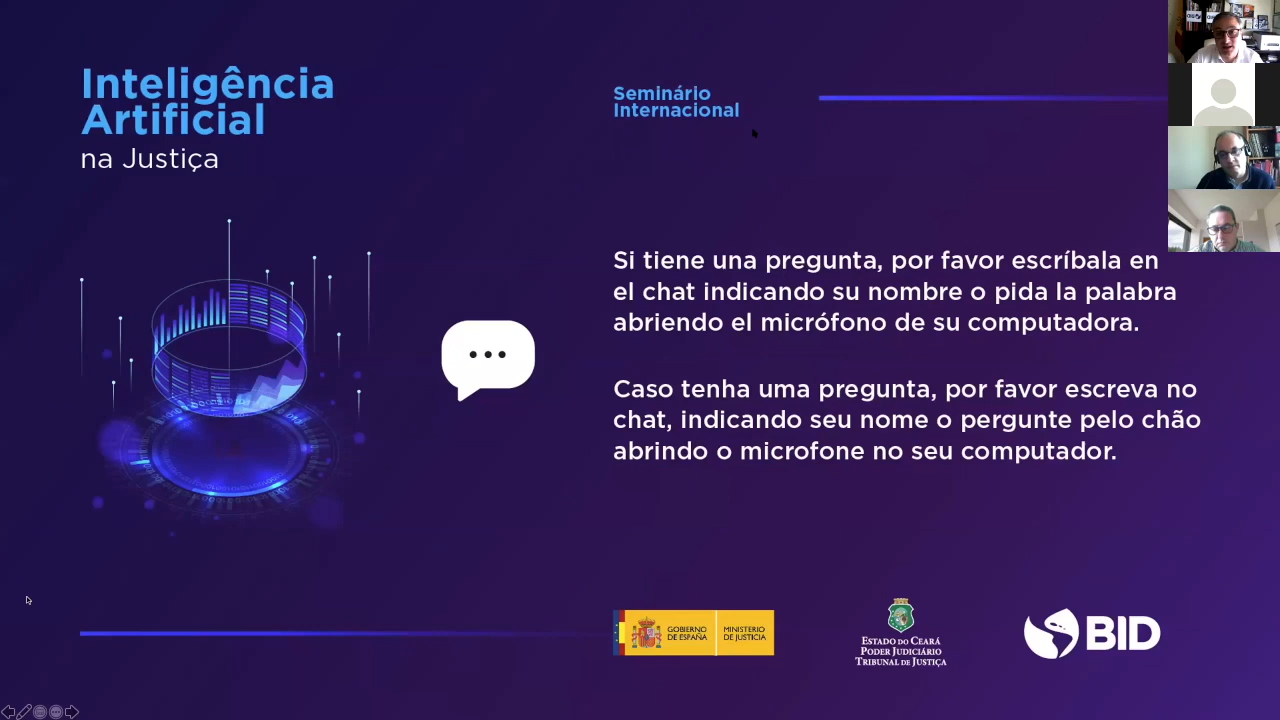 Inteligência
Artificial
na Justiça
Seminário
Internacional
Si tiene una pregunta, por favor escríbala en
el chat indicando su nombre o pida la palabra
abriendo el micrófono de su computadora.
Caso tenha uma pregunta, por favor escreva no
chat, indicando seu nome o pergunte pelo chão
abrindo o microfone no seu computador.
GOBIERNO
DE ESPAÑA
MINISTERIO
DE JUSTICIA
ESTADO DO CEARÁ
PODER JUDICIÁRIO
TRIBUNAL DE JUSTIÇA
BID